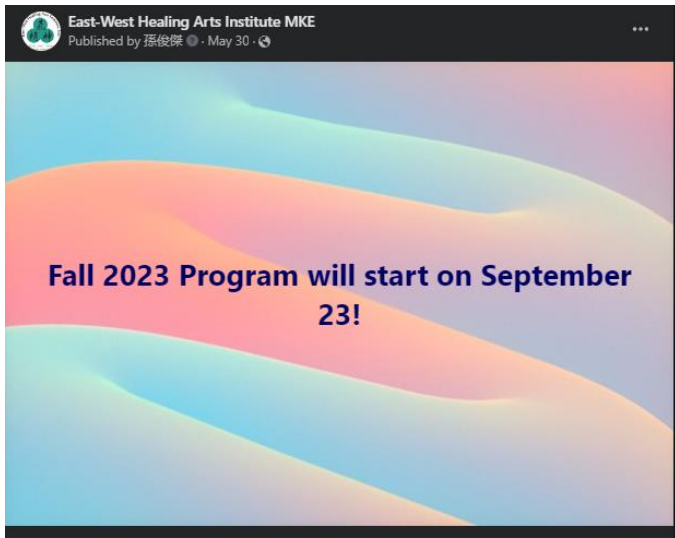 East-West Healing Arts Institute MKE
Published by 孫俊傑 · May 30 ·
Fall 2023 Program will start on September
23!